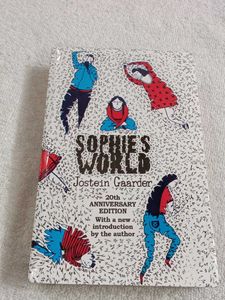 SOPHIE'S
WORLD
Jostein Gaarder
20TH
ANNIVERSARY
EDITION
With a new
introduction
by the author